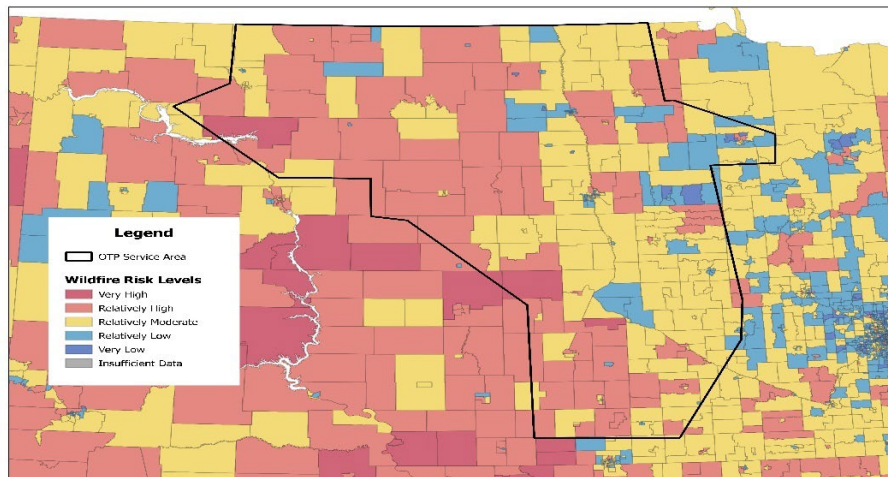 Legend
OTP Service Area
Wildfire Risk Levels
Very High
Relatively High
Relatively Moderate
Relatively Low
Very Low
Insufficient Data